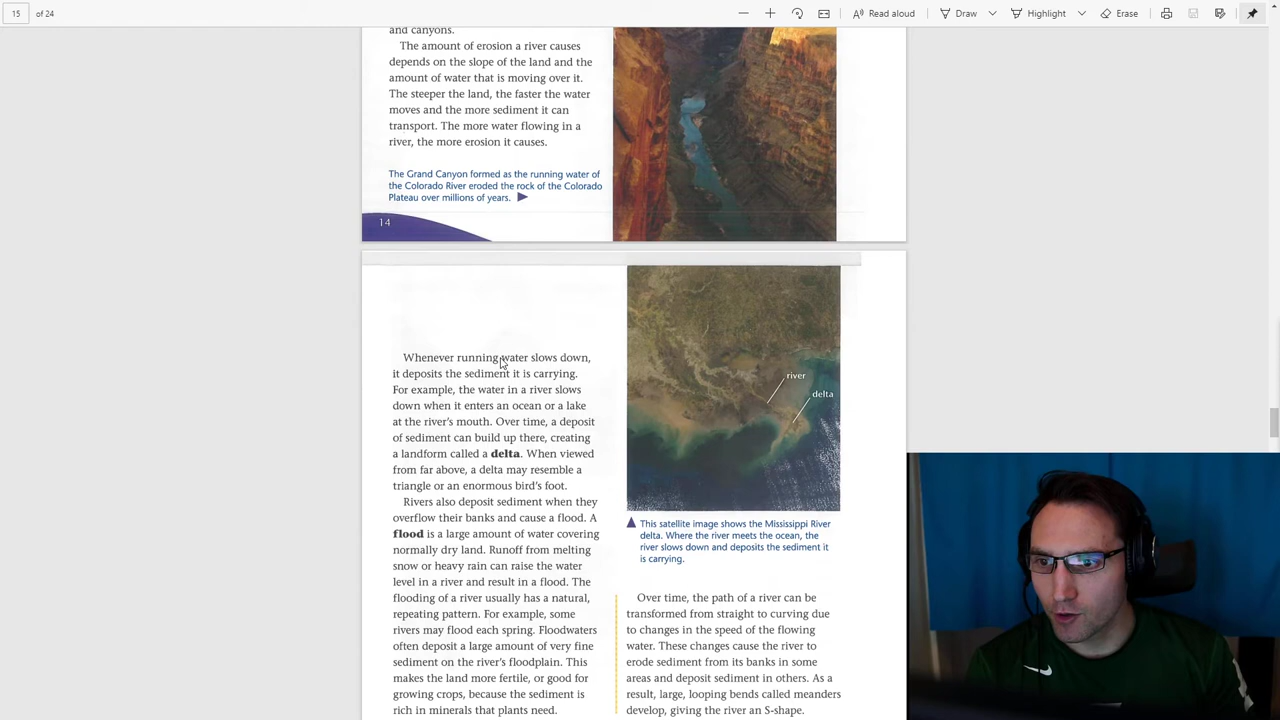 15
of 24
Read aloud
Draw
Highlight
Erase
and canyons.
The amount of erosion a river causes
depends on the slope of the land and the
amount of water that is moving over it.
The steeper the land, the faster the water
moves and the more sediment it can
transport. The more water flowing in a
river, the more erosion it causes.
The Grand Canyon formed as the running water of
the Colorado River eroded the rock of the Colorado
Plateau over millions of years.
14
Whenever running water slows down,
it deposits the sediment it is carrying.
For example, the water in a river slows
down when it enters an ocean or a lake
at the river's mouth. Over time, a deposit
of sediment can build up there, creating
a landform called a delta. When viewed
from far above, a delta may resemble a
triangle or an enormous bird's foot.
Rivers also deposit sediment when they
overflow their banks and cause a flood. A
flood is a large amount of water covering
normally dry land. Runoff from melting
snow or heavy rain can raise the water
level in a river and result in a flood. The
flooding of a river usually has a natural,
repeating pattern. For example, some
rivers may flood each spring. Floodwaters
often deposit a large amount of very fine
sediment on the river's floodplain. This
makes the land more fertile, or good for
growing crops, because the sediment is
rich in minerals that plants need.
river
delta
This satellite image shows the Mississippi River
delta. Where the river meets the ocean, the
river slows down and deposits the sediment it
is carrying.
Over time, the path of a river can be
transformed from straight to curving due
to changes in the speed of the flowing
water. These changes cause the river to
erode sediment from its banks in some
areas and deposit sediment in others. As a
result, large, looping bends called meanders
develop, giving the river an S-shape.